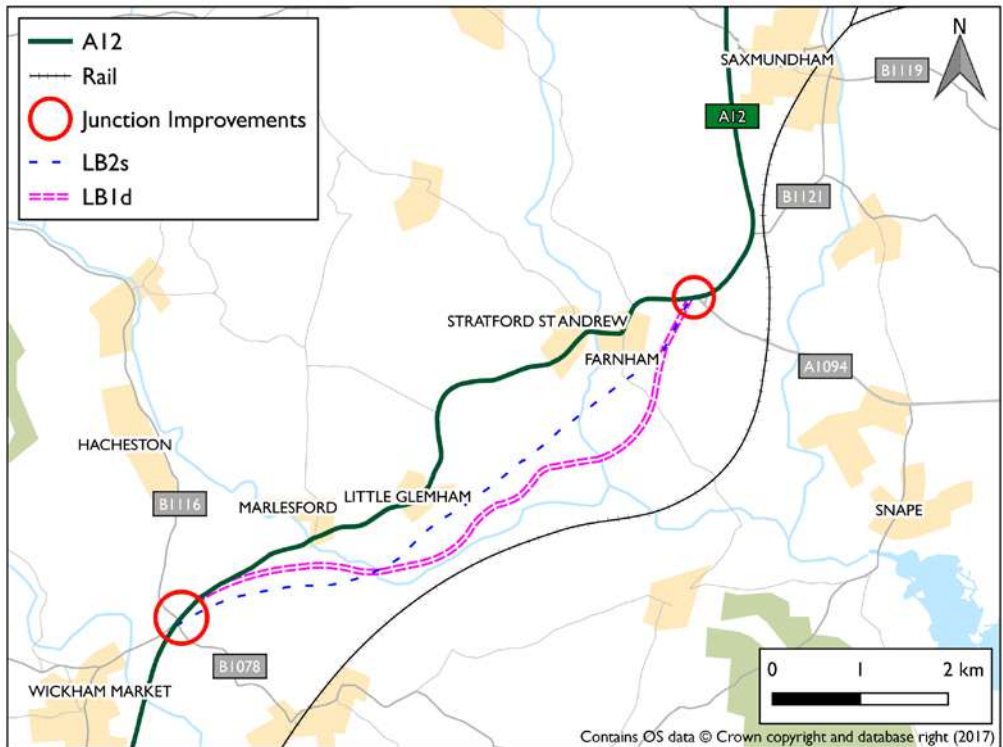 A12
Rail
Junction Improvements
LB2s
LB1d
N
SAXMUNDHAM
B1119
A12
B1121
STRATFORD ST ANDREW
FARNHAM
A1094
HACHESTON
B1116
MARLESFORD
LITTLE GLEMHAM
SNAPE
B1078
WICKHAM MARKET
0 1 2 km
Contains OS data © Crown copyright and database right (2017)